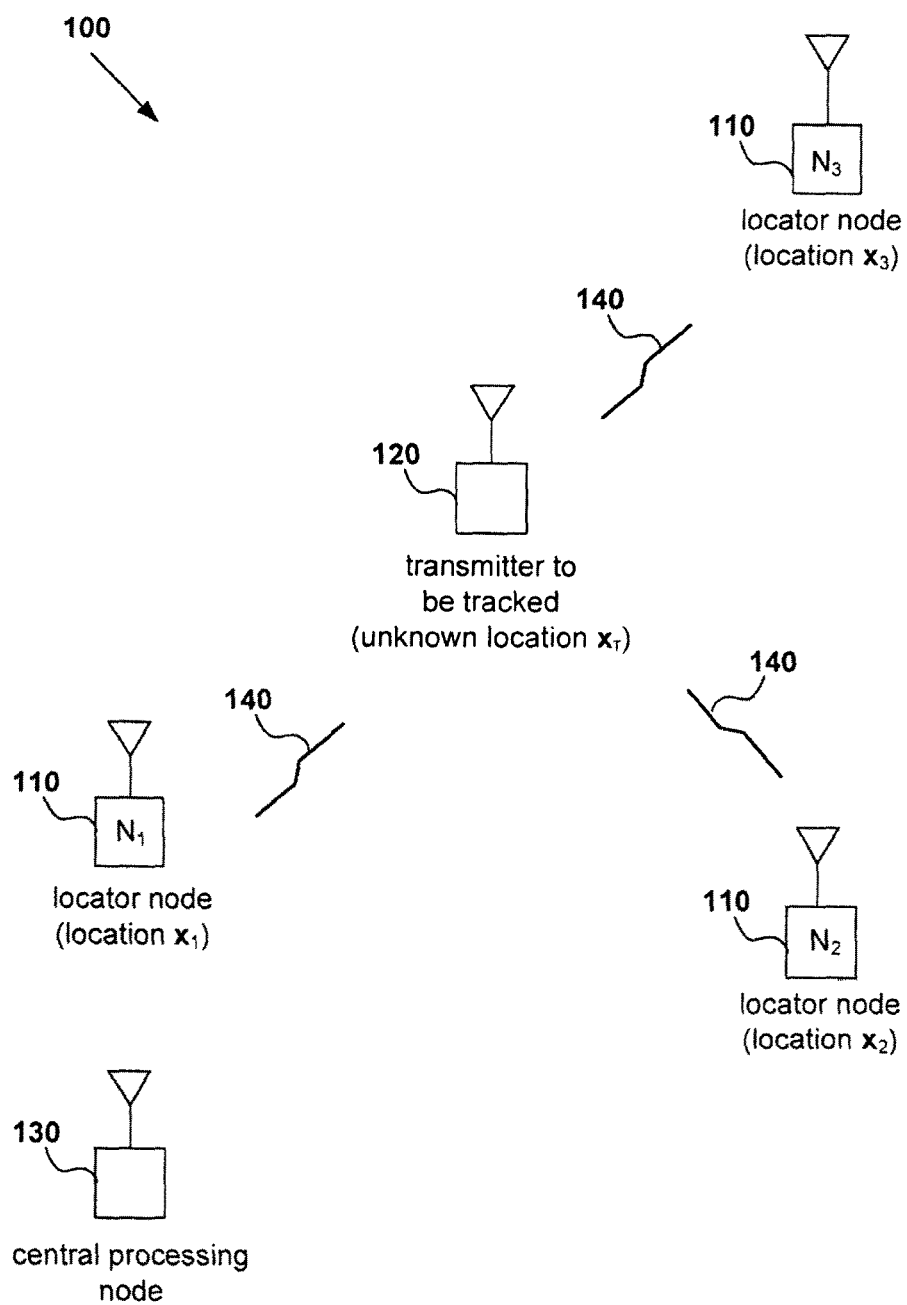 100
110
N₃
locator node
(location x₃)
140
120
transmitter to
be tracked
(unknown location x_T)
140
140
110
N₁
locator node
(location x₁)
110
N₂
locator node
(location x₂)
130
central processing
node